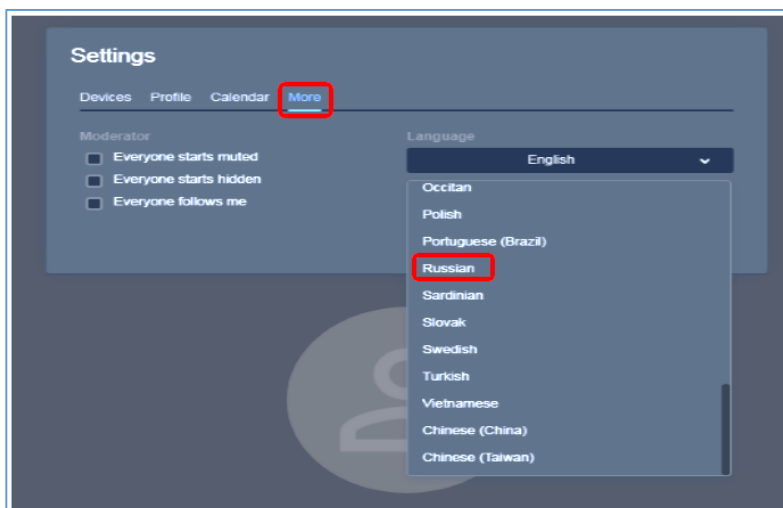 Settings
Devices Profile Calendar More
Moderator
Everyone starts muted
Everyone starts hidden
Everyone follows me
Language
English
Occitan
Polish
Portuguese (Brazil)
Russian
Sardinian
Slovak
Swedish
Turkish
Vietnamese
Chinese (China)
Chinese (Taiwan)